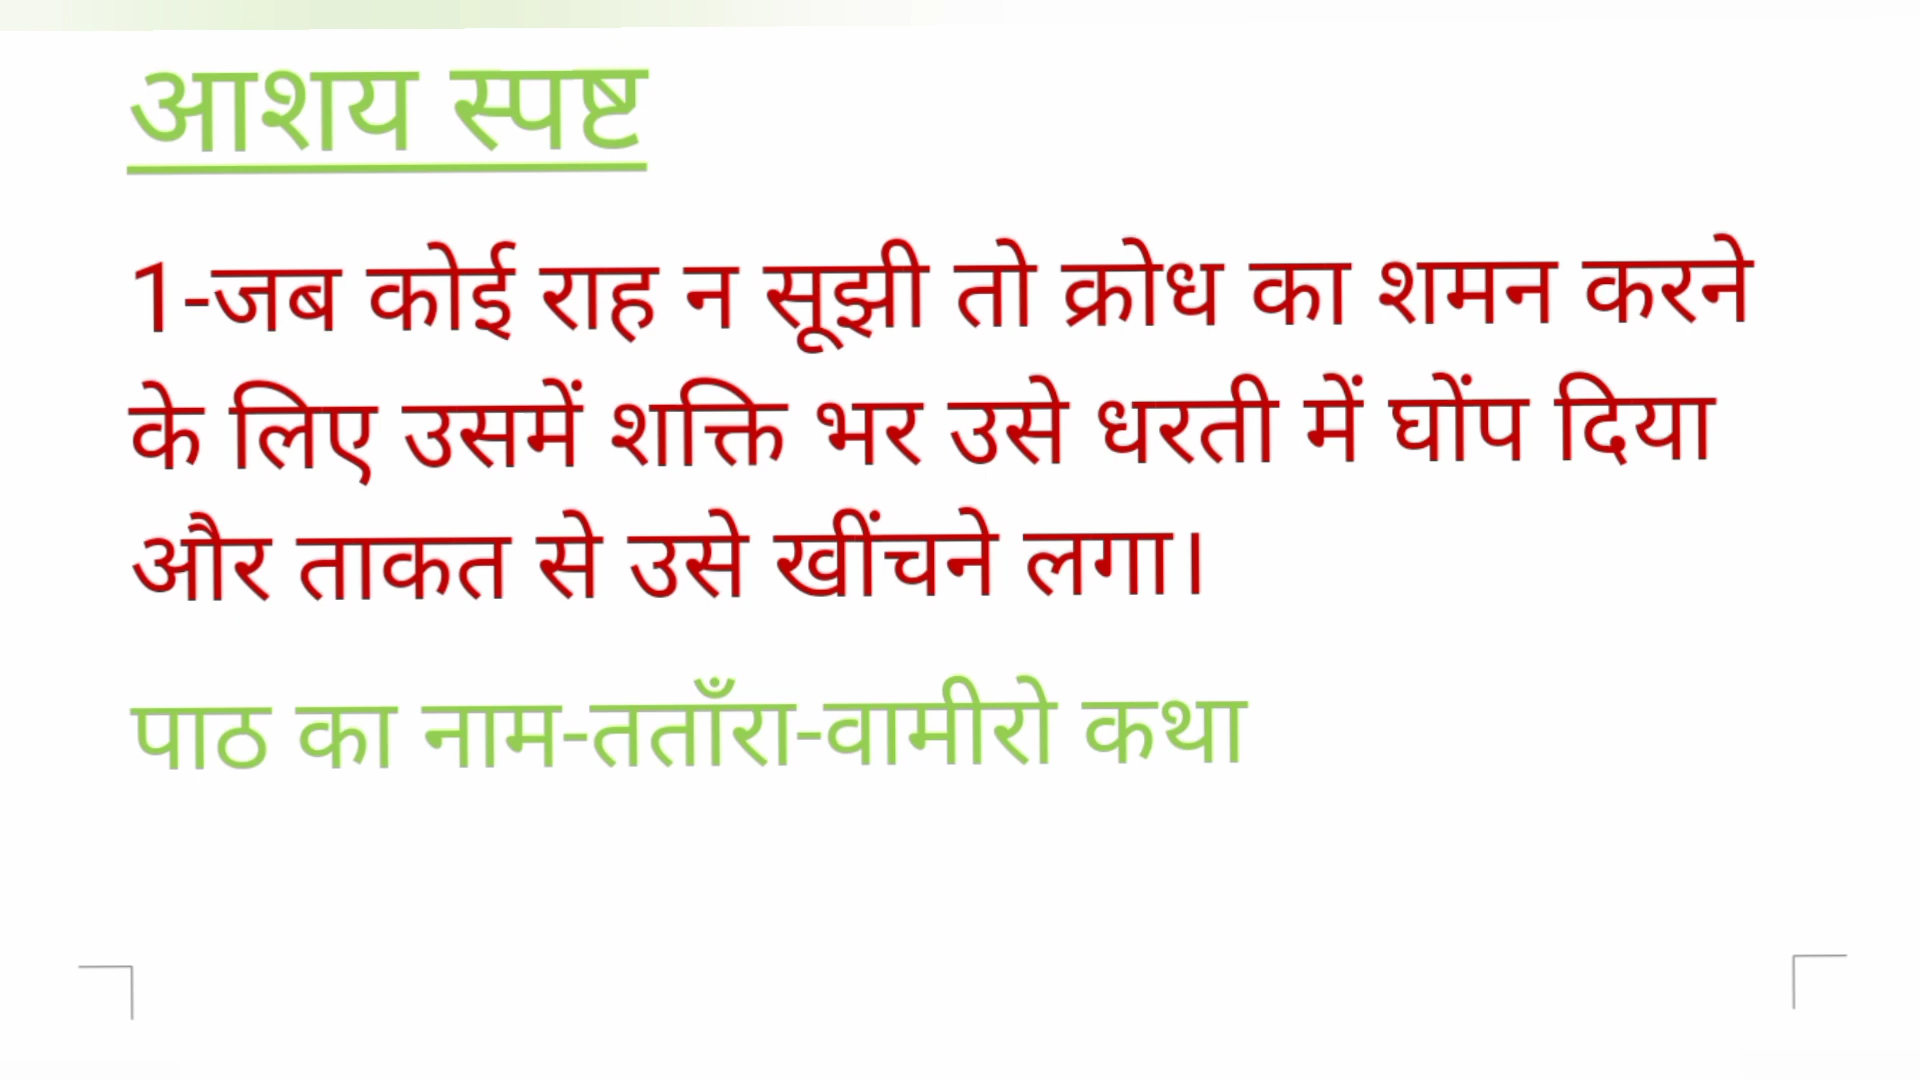 आशय स्पष्ट
1-जब कोई राह न सूझी तो क्रोध का शमन करने
के लिए उसमें शक्ति भर उसे धरती में घोंप दिया
और ताकत से उसे खींचने लगा।
पाठ का नाम-तताँरा-वामीरो कथा